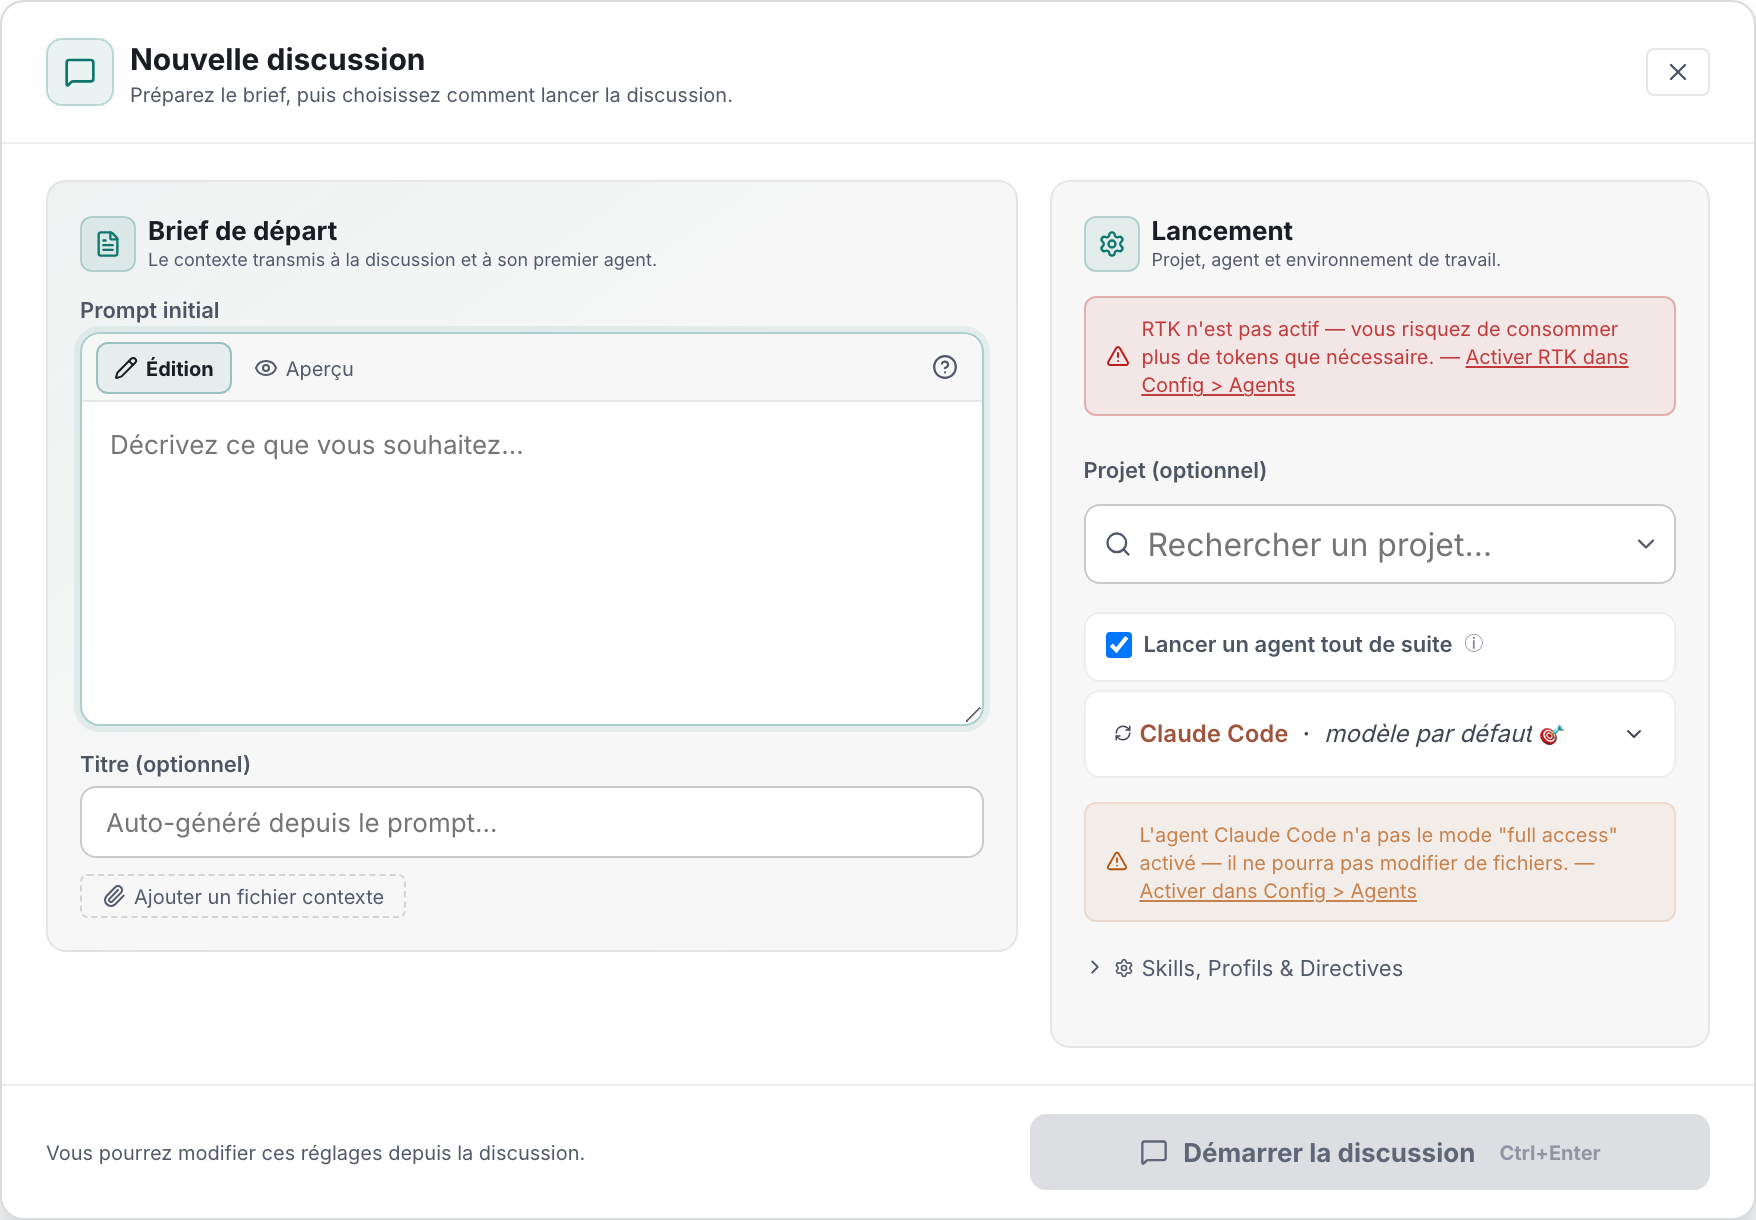 Nouvelle discussion
Préparez le brief, puis choisissez comment lancer la discussion.
Brief de départ
Le contexte transmis à la discussion et à son premier agent.
Prompt initial
Édition
Aperçu
Décrivez ce que vous souhaitez...
Titre (optionnel)
Auto-généré depuis le prompt...
Ajouter un fichier contexte
Lancement
Projet, agent et environnement de travail.
RTK n'est pas actif — vous risquez de consommer
plus de tokens que nécessaire. — Activer RTK dans
Config > Agents
Projet (optionnel)
Rechercher un projet...
Lancer un agent tout de suite ⓘ
Claude Code · modèle par défaut 🎯
L'agent Claude Code n'a pas le mode "full access"
activé — il ne pourra pas modifier de fichiers. —
Activer dans Config > Agents
Skills, Profils & Directives
Vous pourrez modifier ces réglages depuis la discussion.
Démarrer la discussion Ctrl+Enter